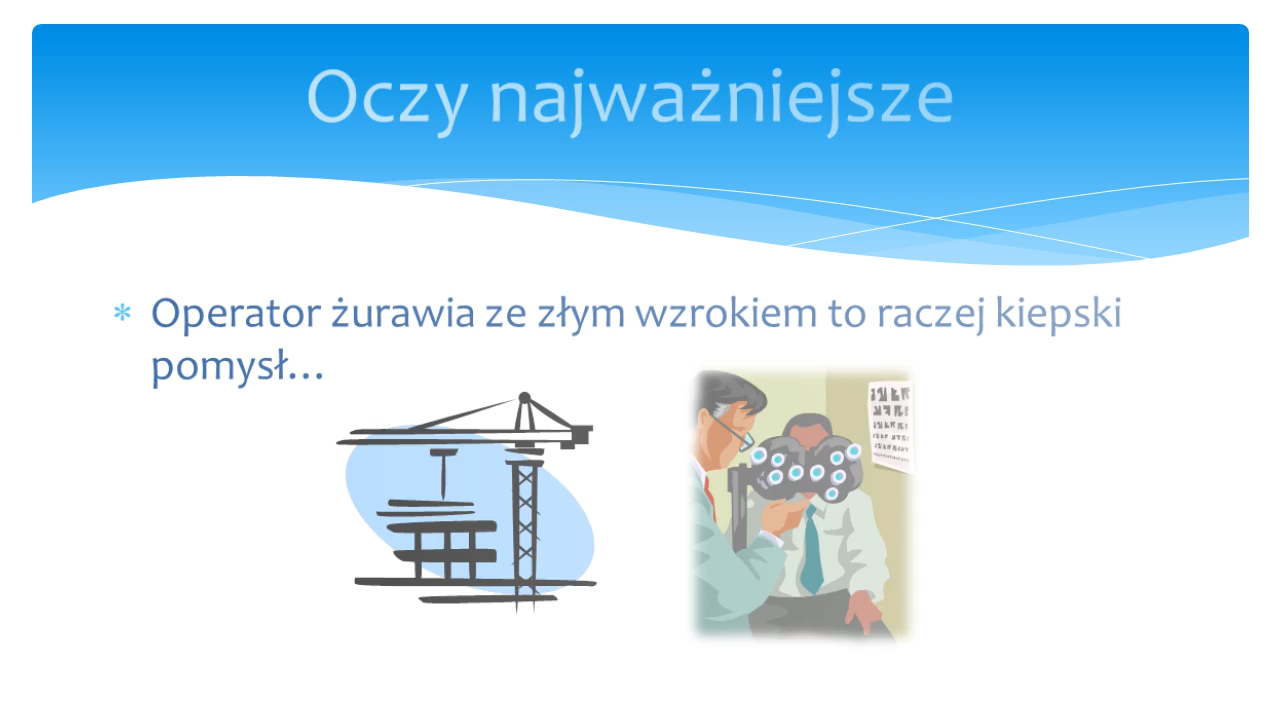 Oczy najważniejsze
* Operator żurawia ze złym wzrokiem to raczej kiepski
pomysł…